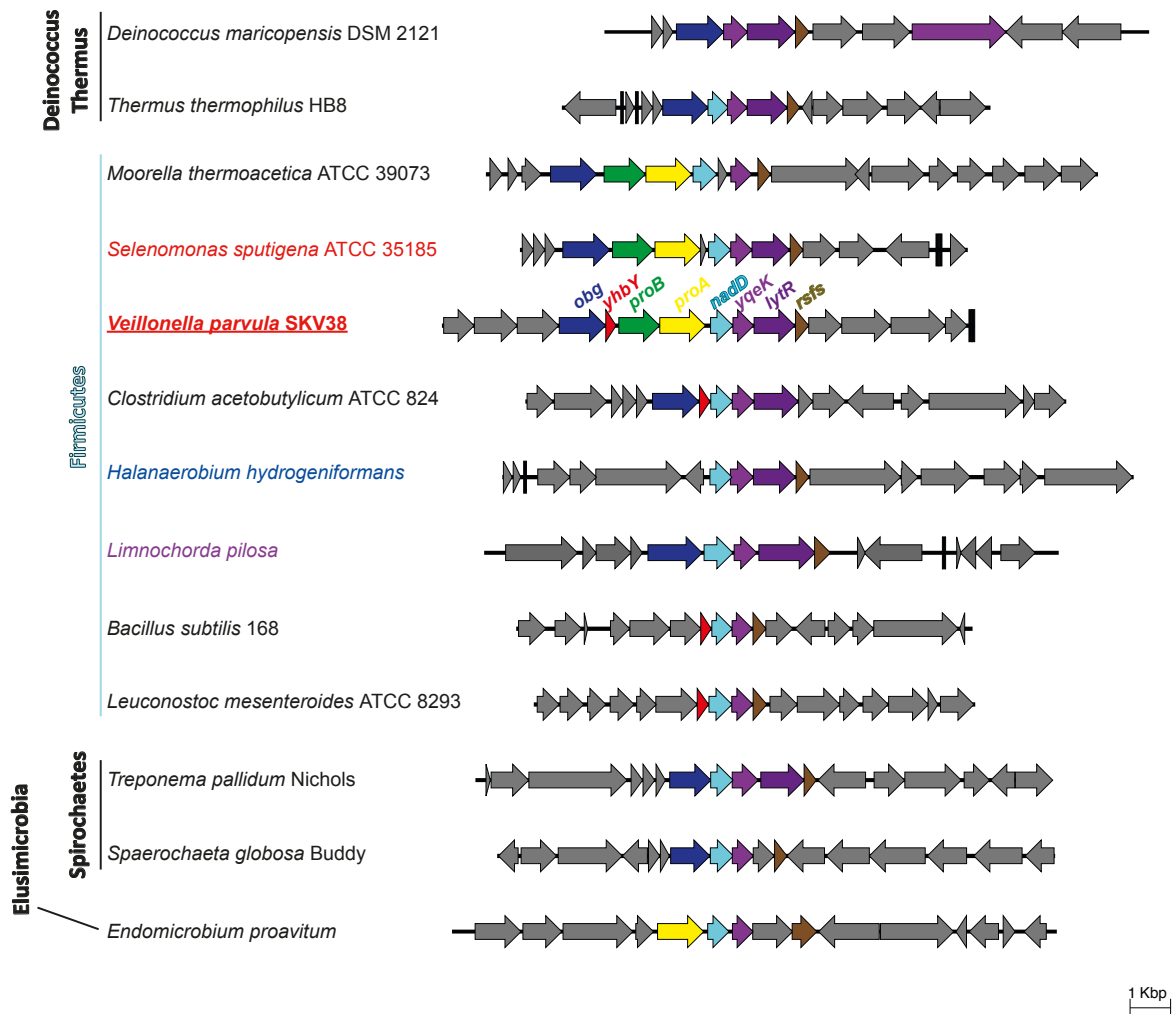 Deinococcus
Thermus
Deinococcus maricopensis DSM 2121
Thermus thermophilus HB8
Firmicutes
Moorella thermoacetica ATCC 39073
Selenomonas sputigena ATCC 35185
obg yhbY proB proA nadD yqeK lytR rsfs
Veillonella parvula SKV38
Clostridium acetobutylicum ATCC 824
Halanaerobium hydrogeniformans
Limnochorda pilosa
Bacillus subtilis 168
Leuconostoc mesenteroides ATCC 8293
Spirochaetes
Treponema pallidum Nichols
Spaerochaeta globosa Buddy
Elusimicrobia
Endomicrobium proavitum
1 Kbp